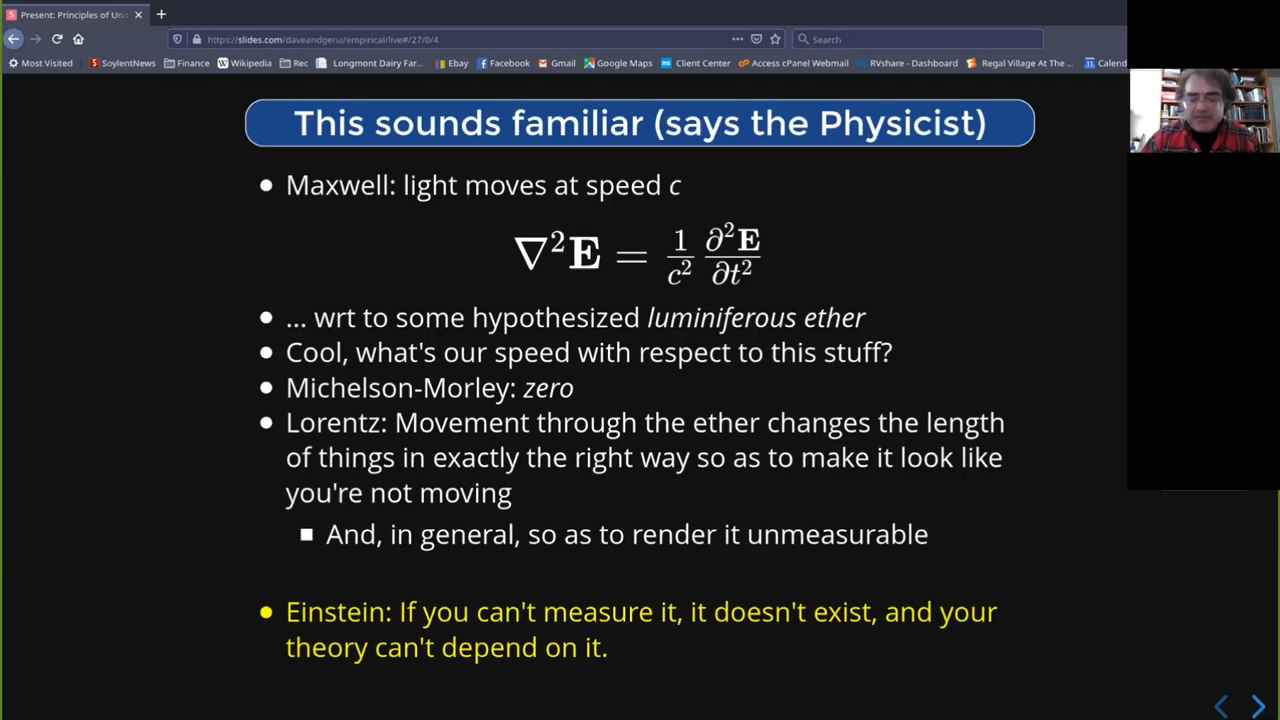 Present: Principles of Unit
https://slides.com/daveandgena/empirical/live#/27/0/4
Search
Most Visited
SoylentNews
Finance
Wikipedia
Rec
Longmont Dairy Far...
Ebay
Facebook
Gmail
Google Maps
Client Center
Access cPanel Webmail
RVshare - Dashboard
Regal Village At The ...
Calend
This sounds familiar (says the Physicist)
Maxwell: light moves at speed c
∇²E = 1/c² ∂²E/∂t²
... wrt to some hypothesized luminiferous ether
Cool, what's our speed with respect to this stuff?
Michelson-Morley: zero
Lorentz: Movement through the ether changes the length
of things in exactly the right way so as to make it look like
you're not moving
And, in general, so as to render it unmeasurable
Einstein: If you can't measure it, it doesn't exist, and your
theory can't depend on it.